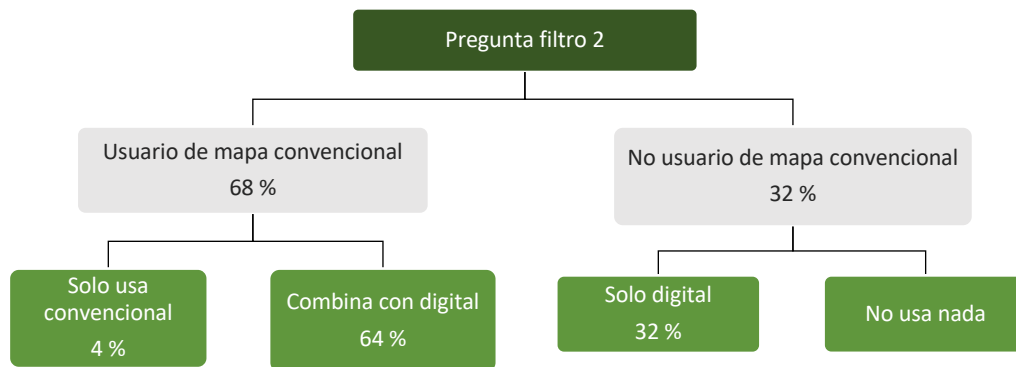 Pregunta filtro 2
Usuario de mapa convencional
68 %
No usuario de mapa convencional
32 %
Solo usa
convencional
4 %
Combina con digital
64 %
Solo digital
32 %
No usa nada